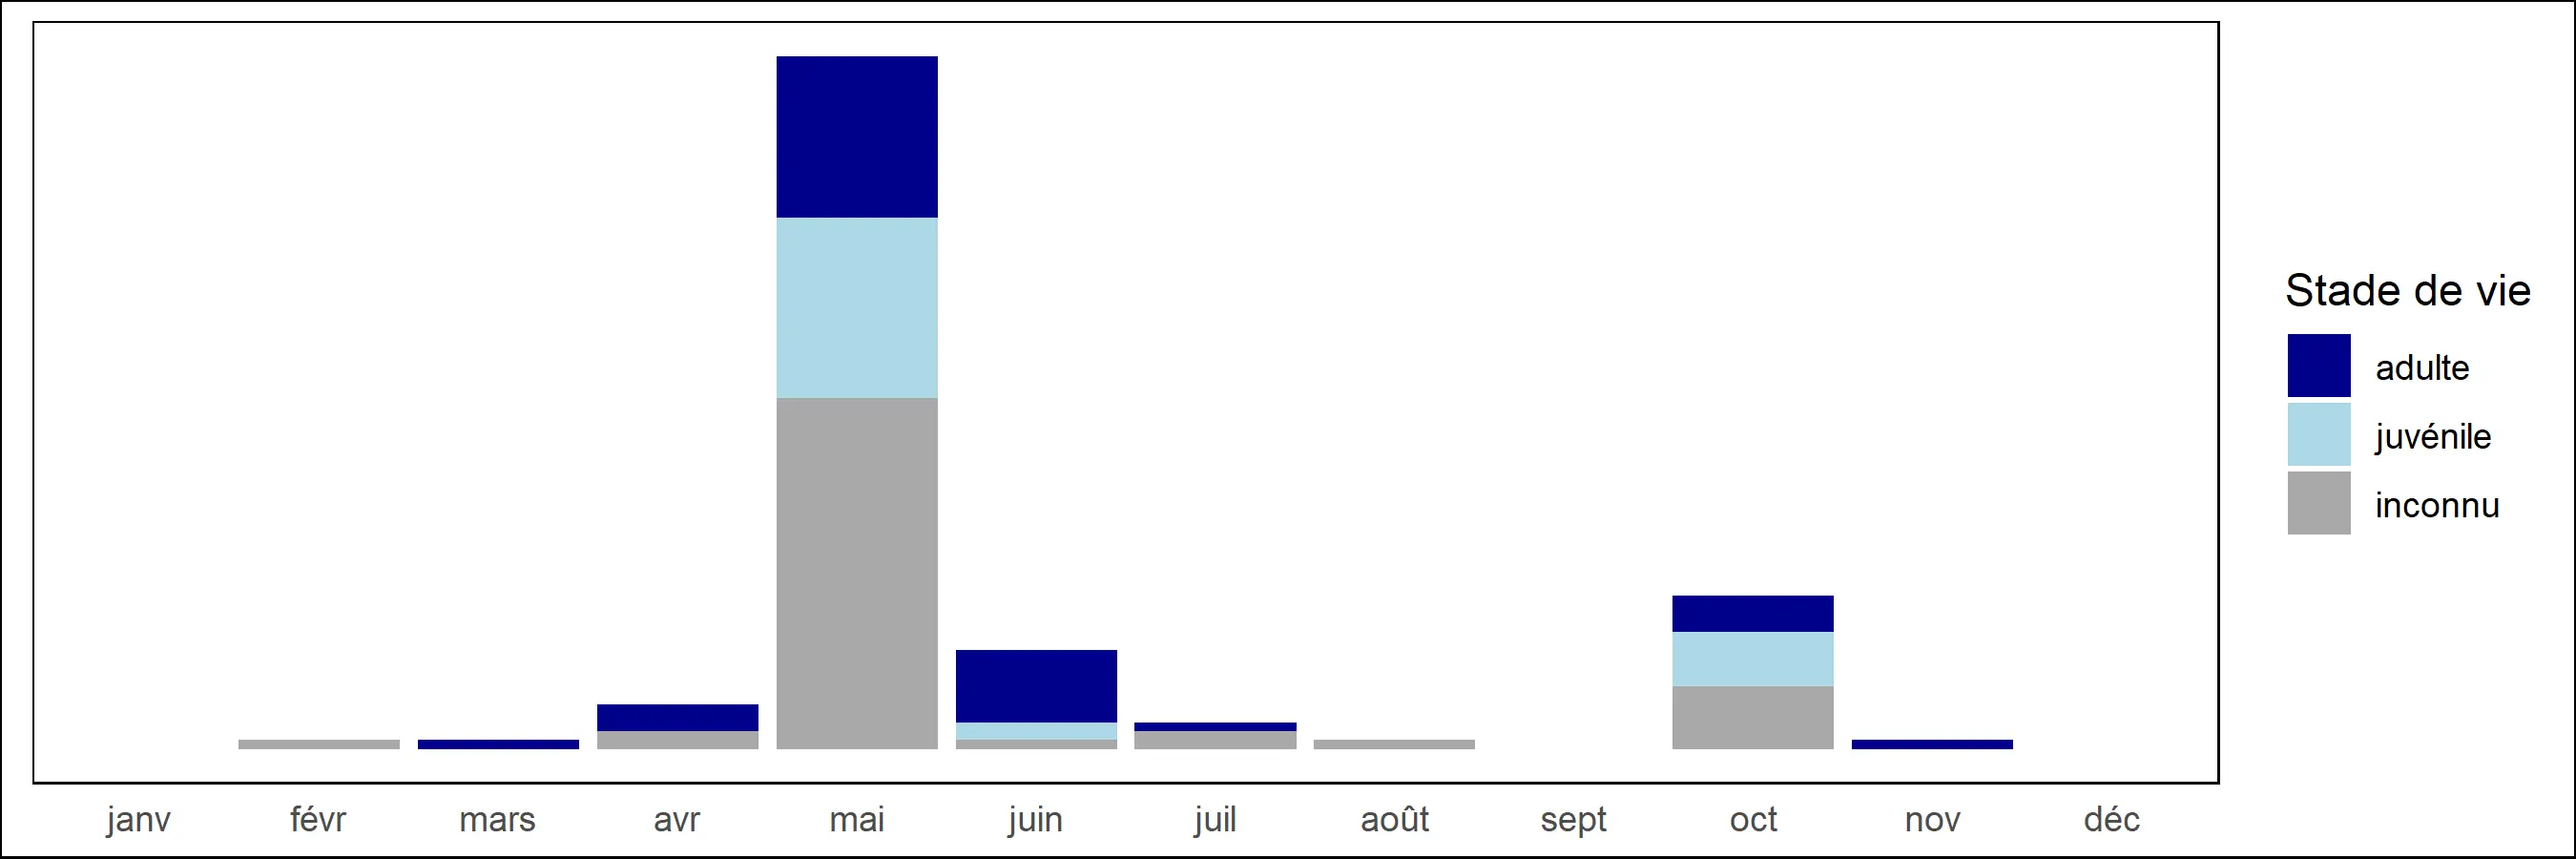 Stade de vie
adulte
juvénile
inconnu
janv févr mars avr mai juin juil août sept oct nov déc